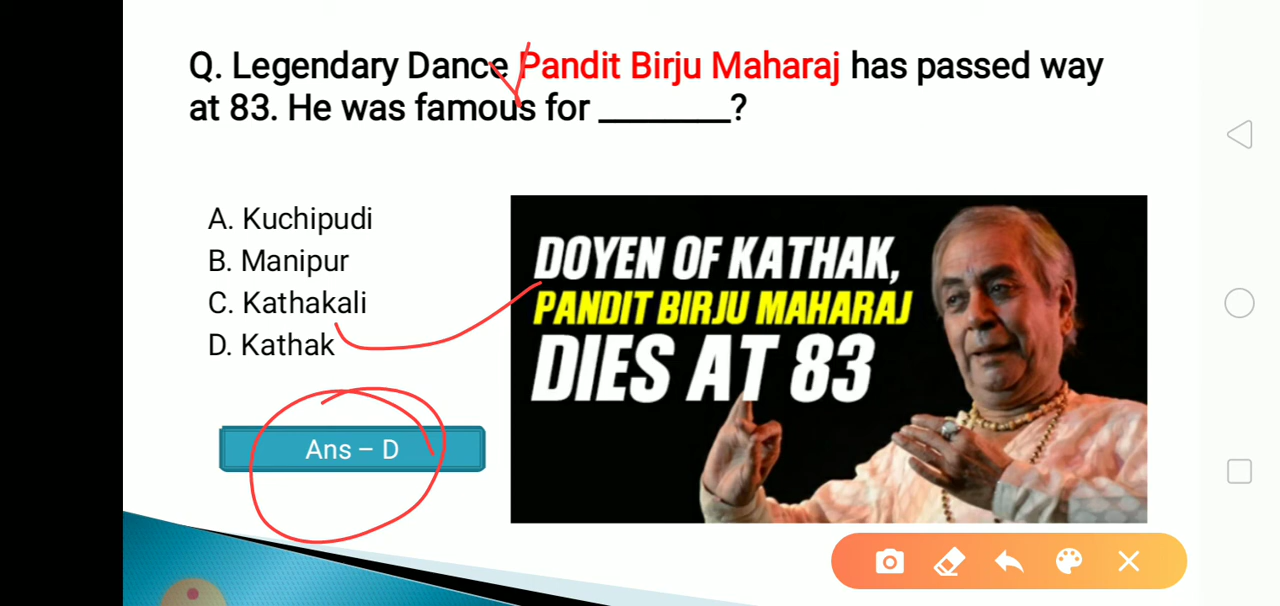 Q. Legendary Dance Pandit Birju Maharaj has passed way
at 83. He was famous for ________?
A. Kuchipudi
B. Manipur
C. Kathakali
D. Kathak
Ans – D
DOYEN OF KATHAK,
PANDIT BIRJU MAHARAJ
DIES AT 83